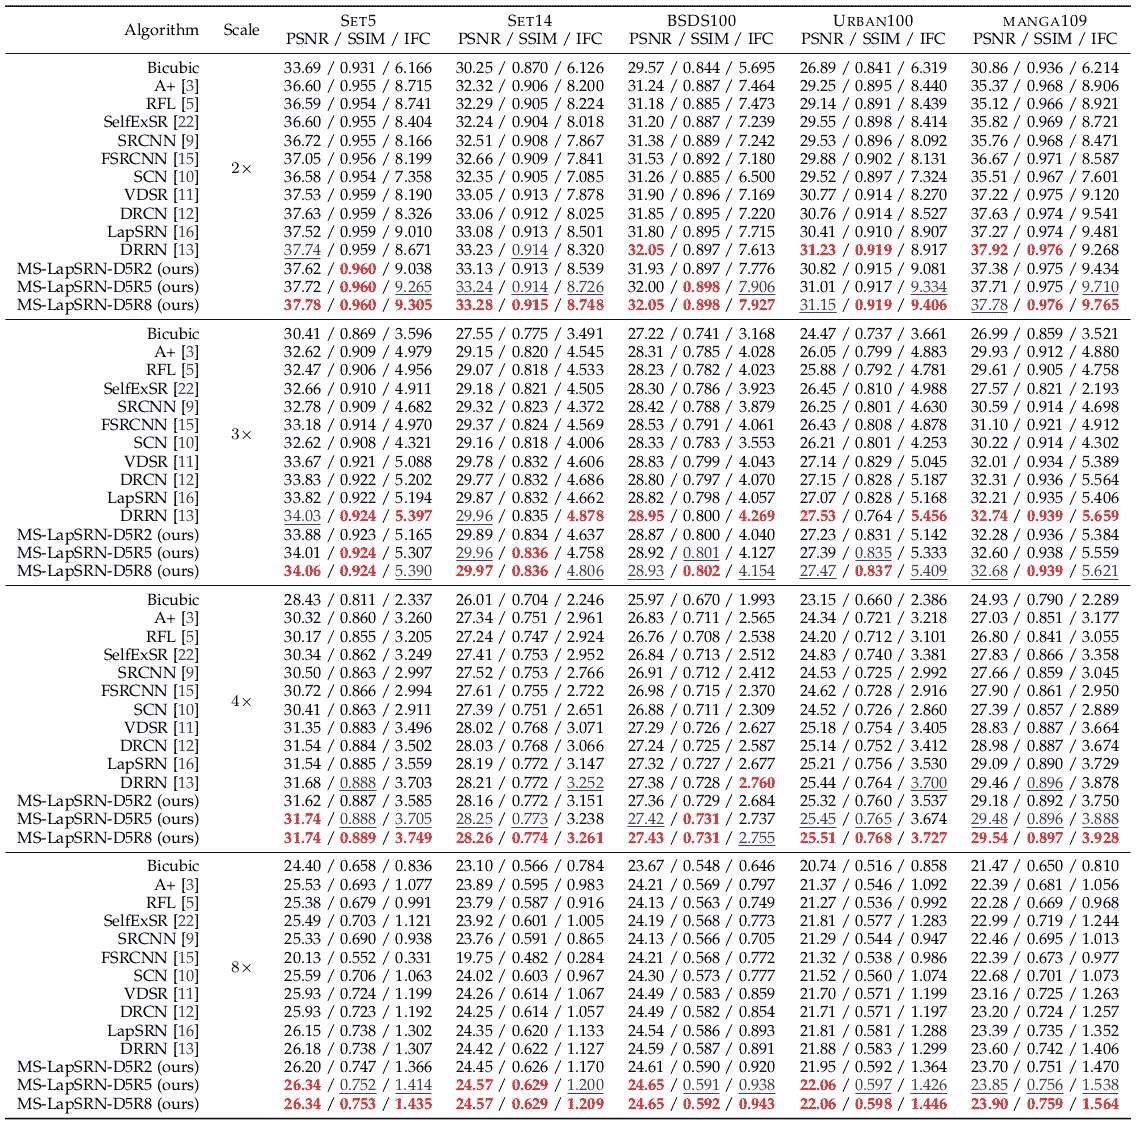 Algorithm Scale SET5 SET14 BSDS100 URBAN100 MANGA109
PSNR / SSIM / IFC PSNR / SSIM / IFC PSNR / SSIM / IFC PSNR / SSIM / IFC PSNR / SSIM / IFC
Bicubic 33.69 / 0.931 / 6.166 30.25 / 0.870 / 6.126 29.57 / 0.844 / 5.695 26.89 / 0.841 / 6.319 30.86 / 0.936 / 6.214
A+ [3] 36.60 / 0.955 / 8.715 32.32 / 0.906 / 8.200 31.24 / 0.887 / 7.464 29.25 / 0.895 / 8.440 35.37 / 0.968 / 8.906
RFL [5] 36.59 / 0.954 / 8.741 32.29 / 0.905 / 8.224 31.18 / 0.885 / 7.473 29.14 / 0.891 / 8.439 35.12 / 0.966 / 8.921
SelfExSR [22] 36.60 / 0.955 / 8.404 32.24 / 0.904 / 8.018 31.20 / 0.887 / 7.239 29.55 / 0.898 / 8.414 35.82 / 0.969 / 8.721
SRCNN [9] 36.72 / 0.955 / 8.166 32.51 / 0.908 / 7.867 31.38 / 0.889 / 7.242 29.53 / 0.896 / 8.092 35.76 / 0.968 / 8.471
FSRCNN [15] 37.05 / 0.956 / 8.199 32.66 / 0.909 / 7.841 31.53 / 0.892 / 7.180 29.88 / 0.902 / 8.131 36.67 / 0.971 / 8.587
SCN [10] 2× 36.58 / 0.954 / 7.358 32.35 / 0.905 / 7.085 31.26 / 0.885 / 6.500 29.52 / 0.897 / 7.324 35.51 / 0.967 / 7.601
VDSR [11] 37.53 / 0.959 / 8.190 33.05 / 0.913 / 7.878 31.90 / 0.896 / 7.169 30.77 / 0.914 / 8.270 37.22 / 0.975 / 9.120
DRCN [12] 37.63 / 0.959 / 8.326 33.06 / 0.912 / 8.025 31.85 / 0.895 / 7.220 30.76 / 0.914 / 8.527 37.63 / 0.974 / 9.541
LapSRN [16] 37.52 / 0.959 / 9.010 33.08 / 0.913 / 8.501 31.80 / 0.895 / 7.715 30.41 / 0.910 / 8.907 37.27 / 0.974 / 9.481
DRRN [13] 37.74 / 0.959 / 8.671 33.23 / 0.914 / 8.320 32.05 / 0.897 / 7.613 31.23 / 0.919 / 8.917 37.92 / 0.976 / 9.268
MS-LapSRN-D5R2 (ours) 37.62 / 0.960 / 9.038 33.13 / 0.913 / 8.539 31.93 / 0.897 / 7.776 30.82 / 0.915 / 9.081 37.38 / 0.975 / 9.434
MS-LapSRN-D5R5 (ours) 37.72 / 0.960 / 9.265 33.24 / 0.914 / 8.726 32.00 / 0.898 / 7.906 31.01 / 0.917 / 9.334 37.71 / 0.975 / 9.710
MS-LapSRN-D5R8 (ours) 37.78 / 0.960 / 9.305 33.28 / 0.915 / 8.748 32.05 / 0.898 / 7.927 31.15 / 0.919 / 9.406 37.78 / 0.976 / 9.765
Bicubic 30.41 / 0.869 / 3.596 27.55 / 0.775 / 3.491 27.22 / 0.741 / 3.168 24.47 / 0.737 / 3.661 26.99 / 0.859 / 3.521
A+ [3] 32.62 / 0.909 / 4.979 29.15 / 0.820 / 4.545 28.31 / 0.785 / 4.028 26.05 / 0.799 / 4.883 29.93 / 0.912 / 4.880
RFL [5] 32.47 / 0.906 / 4.956 29.07 / 0.818 / 4.533 28.23 / 0.782 / 4.023 25.88 / 0.792 / 4.781 29.61 / 0.905 / 4.758
SelfExSR [22] 32.66 / 0.910 / 4.911 29.18 / 0.821 / 4.505 28.30 / 0.786 / 3.923 26.45 / 0.810 / 4.988 27.57 / 0.821 / 2.193
SRCNN [9] 32.78 / 0.909 / 4.682 29.32 / 0.823 / 4.372 28.42 / 0.788 / 3.879 26.25 / 0.801 / 4.630 30.59 / 0.914 / 4.698
FSRCNN [15] 33.18 / 0.914 / 4.970 29.37 / 0.824 / 4.569 28.53 / 0.791 / 4.061 26.43 / 0.808 / 4.878 31.10 / 0.921 / 4.912
SCN [10] 3× 32.62 / 0.908 / 4.321 29.16 / 0.818 / 4.006 28.33 / 0.783 / 3.553 26.21 / 0.801 / 4.253 30.22 / 0.914 / 4.302
VDSR [11] 33.67 / 0.921 / 5.088 29.78 / 0.832 / 4.606 28.83 / 0.799 / 4.043 27.14 / 0.829 / 5.045 32.01 / 0.934 / 5.389
DRCN [12] 33.83 / 0.922 / 5.202 29.77 / 0.832 / 4.686 28.80 / 0.797 / 4.070 27.15 / 0.828 / 5.187 32.31 / 0.936 / 5.564
LapSRN [16] 33.82 / 0.922 / 5.194 29.87 / 0.832 / 4.662 28.82 / 0.798 / 4.057 27.07 / 0.828 / 5.168 32.21 / 0.935 / 5.406
DRRN [13] 34.03 / 0.924 / 5.397 29.96 / 0.835 / 4.878 28.95 / 0.800 / 4.269 27.53 / 0.764 / 5.456 32.74 / 0.939 / 5.659
MS-LapSRN-D5R2 (ours) 33.88 / 0.923 / 5.165 29.89 / 0.834 / 4.637 28.87 / 0.800 / 4.040 27.23 / 0.831 / 5.142 32.28 / 0.936 / 5.384
MS-LapSRN-D5R5 (ours) 34.01 / 0.924 / 5.307 29.96 / 0.836 / 4.758 28.92 / 0.801 / 4.127 27.39 / 0.835 / 5.333 32.60 / 0.938 / 5.559
MS-LapSRN-D5R8 (ours) 34.06 / 0.924 / 5.390 29.97 / 0.836 / 4.806 28.93 / 0.802 / 4.154 27.47 / 0.837 / 5.409 32.68 / 0.939 / 5.621
Bicubic 28.43 / 0.811 / 2.337 26.01 / 0.704 / 2.246 25.97 / 0.670 / 1.993 23.15 / 0.660 / 2.386 24.93 / 0.790 / 2.289
A+ [3] 30.32 / 0.860 / 3.260 27.34 / 0.751 / 2.961 26.83 / 0.711 / 2.565 24.34 / 0.721 / 3.218 27.03 / 0.851 / 3.177
RFL [5] 30.17 / 0.855 / 3.205 27.24 / 0.747 / 2.924 26.76 / 0.708 / 2.538 24.20 / 0.712 / 3.101 26.80 / 0.841 / 3.055
SelfExSR [22] 30.34 / 0.862 / 3.249 27.41 / 0.753 / 2.952 26.84 / 0.713 / 2.512 24.83 / 0.740 / 3.381 27.83 / 0.866 / 3.358
SRCNN [9] 30.50 / 0.863 / 2.997 27.52 / 0.753 / 2.766 26.91 / 0.712 / 2.412 24.53 / 0.725 / 2.992 27.66 / 0.859 / 3.045
FSRCNN [15] 30.72 / 0.866 / 2.994 27.61 / 0.755 / 2.722 26.98 / 0.715 / 2.370 24.62 / 0.728 / 2.916 27.90 / 0.861 / 2.950
SCN [10] 4× 30.41 / 0.863 / 2.911 27.39 / 0.751 / 2.651 26.88 / 0.711 / 2.309 24.52 / 0.726 / 2.860 27.39 / 0.857 / 2.889
VDSR [11] 31.35 / 0.883 / 3.496 28.02 / 0.768 / 3.071 27.29 / 0.726 / 2.627 25.18 / 0.754 / 3.405 28.83 / 0.887 / 3.664
DRCN [12] 31.54 / 0.884 / 3.502 28.03 / 0.768 / 3.066 27.24 / 0.725 / 2.587 25.14 / 0.752 / 3.412 28.98 / 0.887 / 3.674
LapSRN [16] 31.54 / 0.885 / 3.559 28.19 / 0.772 / 3.147 27.32 / 0.727 / 2.677 25.21 / 0.756 / 3.530 29.09 / 0.890 / 3.729
DRRN [13] 31.68 / 0.888 / 3.703 28.21 / 0.772 / 3.252 27.38 / 0.728 / 2.760 25.44 / 0.764 / 3.700 29.46 / 0.896 / 3.878
MS-LapSRN-D5R2 (ours) 31.62 / 0.887 / 3.585 28.16 / 0.772 / 3.151 27.36 / 0.729 / 2.684 25.32 / 0.760 / 3.537 29.18 / 0.892 / 3.750
MS-LapSRN-D5R5 (ours) 31.74 / 0.888 / 3.705 28.25 / 0.773 / 3.238 27.42 / 0.731 / 2.737 25.45 / 0.765 / 3.674 29.48 / 0.896 / 3.888
MS-LapSRN-D5R8 (ours) 31.74 / 0.889 / 3.749 28.26 / 0.774 / 3.261 27.43 / 0.731 / 2.755 25.51 / 0.768 / 3.727 29.54 / 0.897 / 3.928
Bicubic 24.40 / 0.658 / 0.836 23.10 / 0.566 / 0.784 23.67 / 0.548 / 0.646 20.74 / 0.516 / 0.858 21.47 / 0.650 / 0.810
A+ [3] 25.53 / 0.693 / 1.077 23.89 / 0.595 / 0.983 24.21 / 0.569 / 0.797 21.37 / 0.546 / 1.092 22.39 / 0.681 / 1.056
RFL [5] 25.38 / 0.679 / 0.991 23.79 / 0.587 / 0.916 24.13 / 0.563 / 0.749 21.27 / 0.536 / 0.992 22.28 / 0.669 / 0.968
SelfExSR [22] 25.49 / 0.703 / 1.121 23.92 / 0.601 / 1.005 24.19 / 0.568 / 0.773 21.81 / 0.577 / 1.283 22.99 / 0.719 / 1.244
SRCNN [9] 25.33 / 0.690 / 0.938 23.76 / 0.591 / 0.865 24.13 / 0.566 / 0.705 21.29 / 0.544 / 0.947 22.46 / 0.695 / 1.013
FSRCNN [15] 20.13 / 0.552 / 0.331 19.75 / 0.482 / 0.284 24.21 / 0.568 / 0.772 21.32 / 0.538 / 0.986 22.39 / 0.673 / 0.977
SCN [10] 8× 25.59 / 0.706 / 1.063 24.02 / 0.603 / 0.967 24.30 / 0.573 / 0.777 21.52 / 0.560 / 1.074 22.68 / 0.701 / 1.073
VDSR [11] 25.93 / 0.724 / 1.199 24.26 / 0.614 / 1.067 24.49 / 0.583 / 0.859 21.70 / 0.571 / 1.199 23.16 / 0.725 / 1.263
DRCN [12] 25.93 / 0.723 / 1.192 24.25 / 0.614 / 1.057 24.49 / 0.582 / 0.854 21.71 / 0.571 / 1.197 23.20 / 0.724 / 1.257
LapSRN [16] 26.15 / 0.738 / 1.302 24.35 / 0.620 / 1.133 24.54 / 0.586 / 0.893 21.81 / 0.581 / 1.288 23.39 / 0.735 / 1.352
DRRN [13] 26.18 / 0.738 / 1.307 24.42 / 0.622 / 1.127 24.59 / 0.587 / 0.891 21.88 / 0.583 / 1.299 23.60 / 0.742 / 1.406
MS-LapSRN-D5R2 (ours) 26.20 / 0.747 / 1.366 24.45 / 0.626 / 1.170 24.61 / 0.590 / 0.920 21.95 / 0.592 / 1.364 23.70 / 0.751 / 1.470
MS-LapSRN-D5R5 (ours) 26.34 / 0.752 / 1.414 24.57 / 0.629 / 1.200 24.65 / 0.591 / 0.938 22.06 / 0.597 / 1.426 23.85 / 0.756 / 1.538
MS-LapSRN-D5R8 (ours) 26.34 / 0.753 / 1.435 24.57 / 0.629 / 1.209 24.65 / 0.592 / 0.943 22.06 / 0.598 / 1.446 23.90 / 0.759 / 1.564